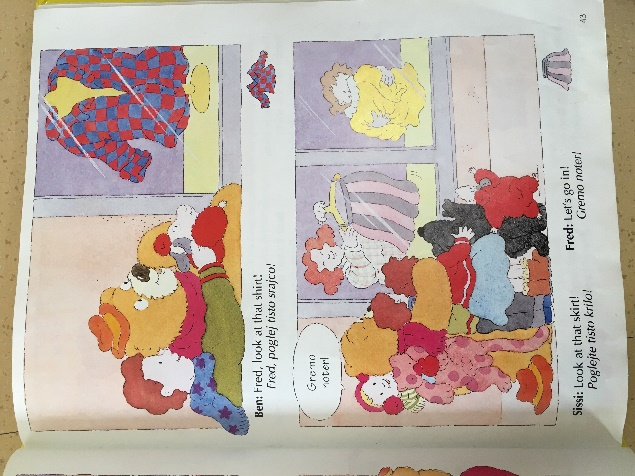 Ben: Fred, look at that shirt!
Fred, poglej tisto srajco!
Gremo
noter!
Sissi: Look at that skirt!
Poglejte tisto krilo!
Fred: Let's go in!
Gremo noter!
43